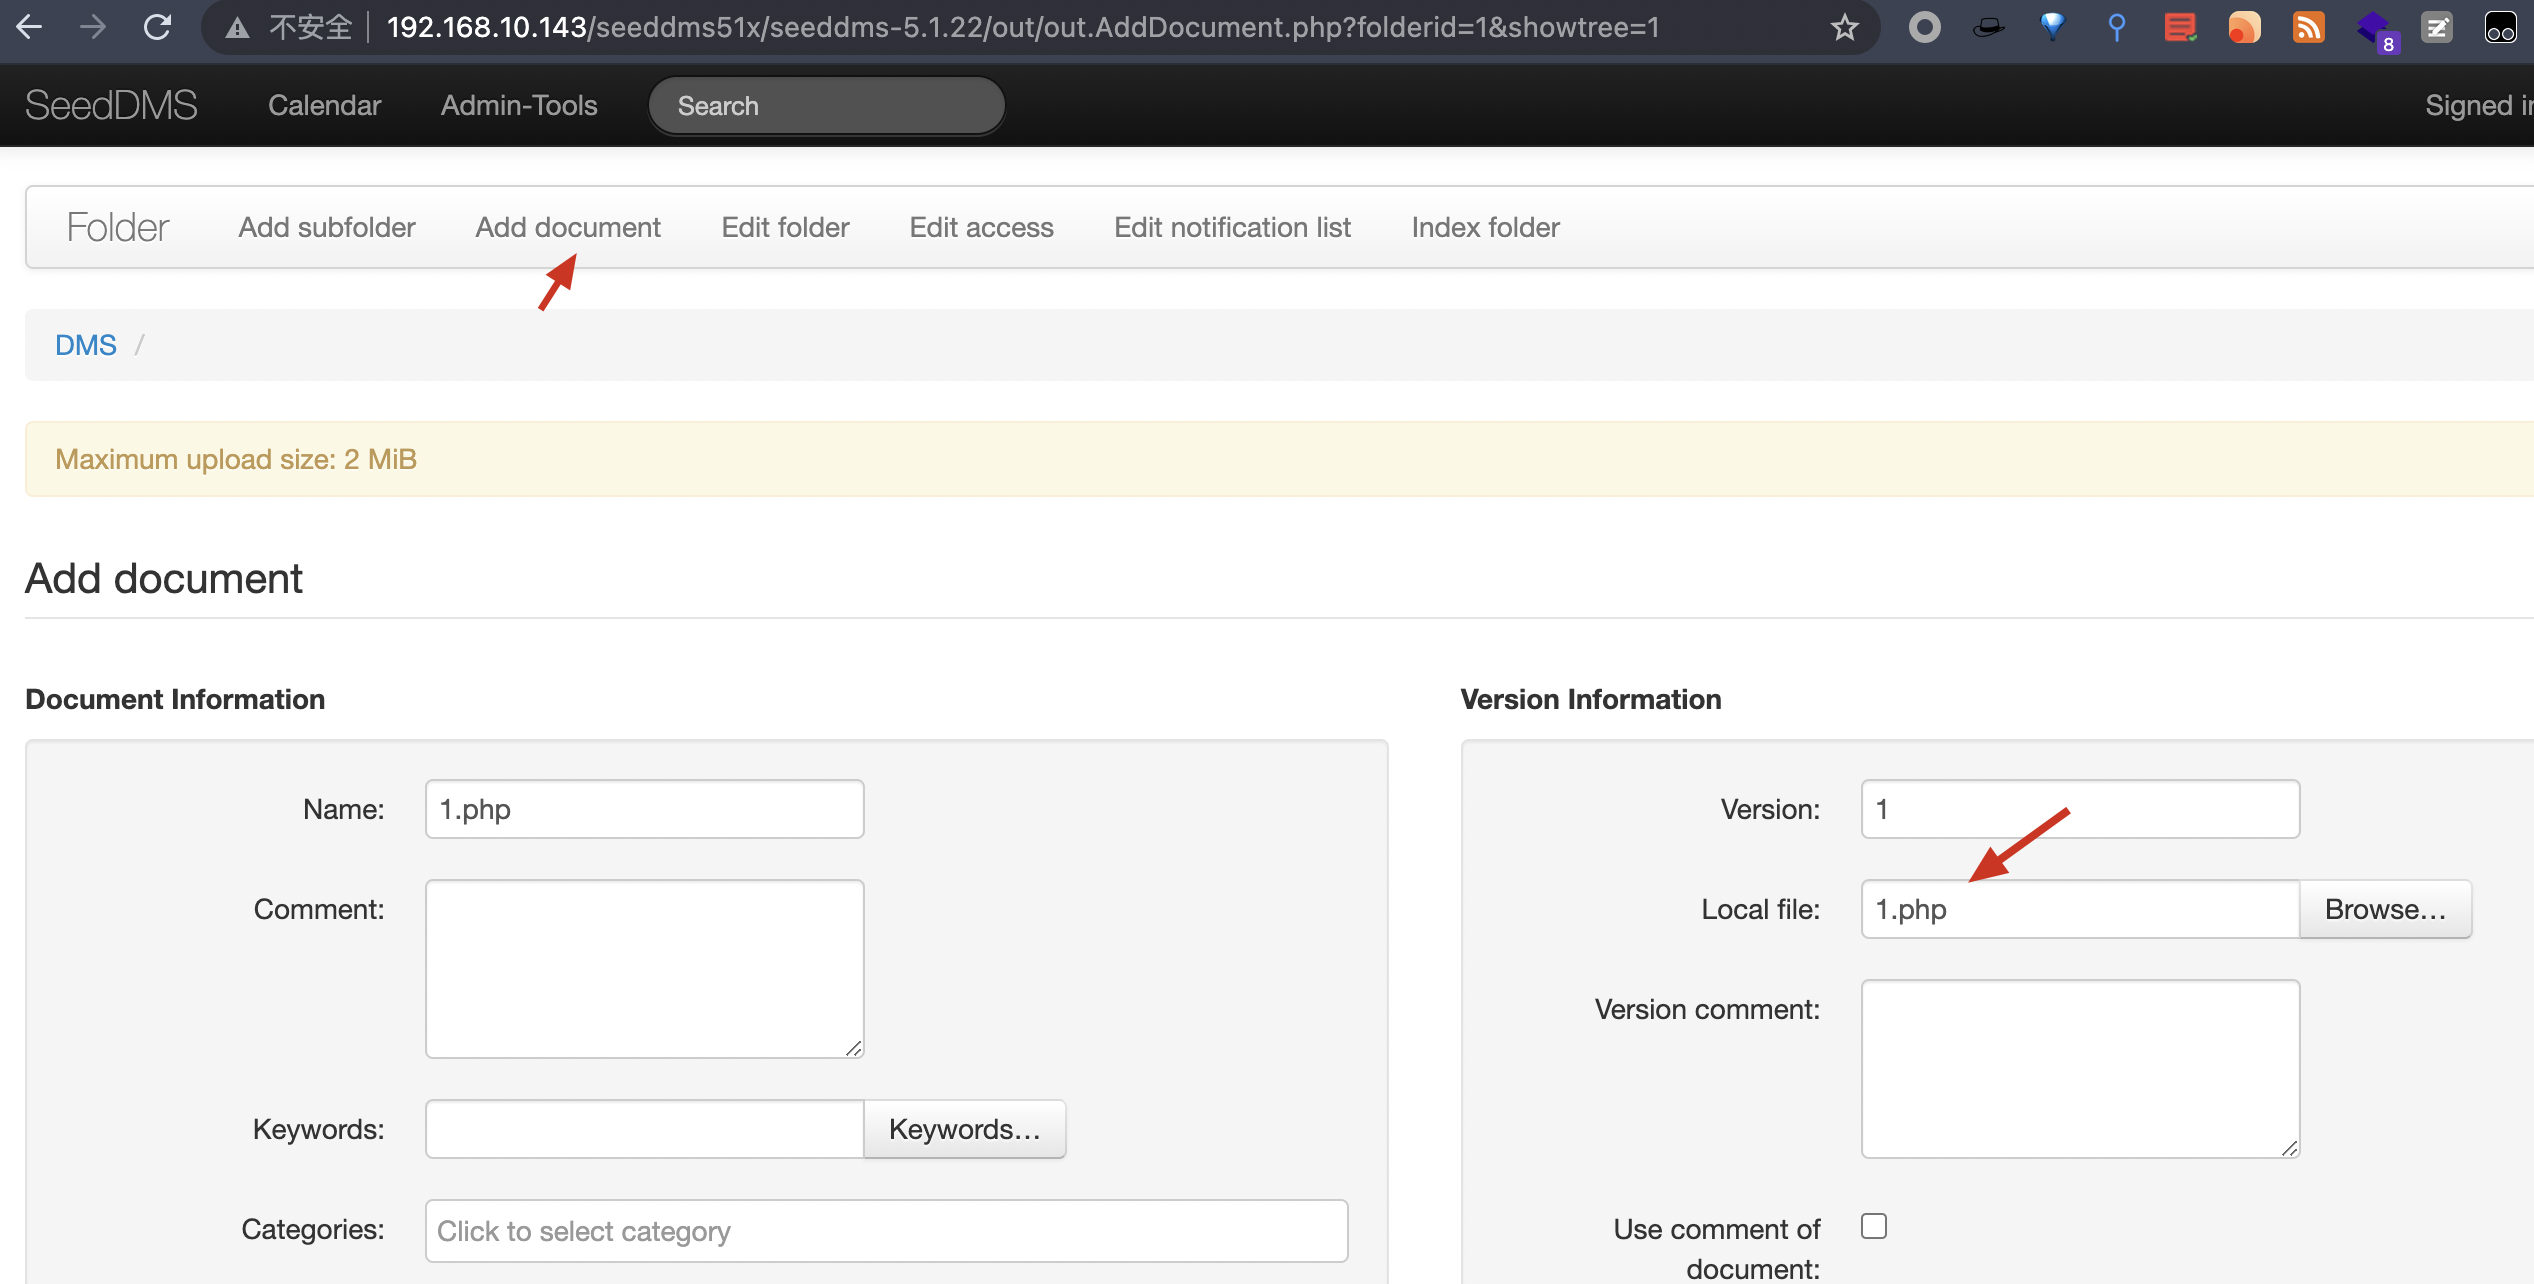 不安全 192.168.10.143/seeddms51x/seeddms-5.1.22/out/out.AddDocument.php?folderid=1&showtree=1
8
SeedDMS Calendar Admin-Tools Search Signed in
Folder Add subfolder Add document Edit folder Edit access Edit notification list Index folder
DMS /
Maximum upload size: 2 MiB
Add document
Document Information
Name: 1.php
Comment:
Keywords: Keywords...
Categories: Click to select category
Version Information
Version: 1
Local file: 1.php Browse...
Version comment:
Use comment of
document: